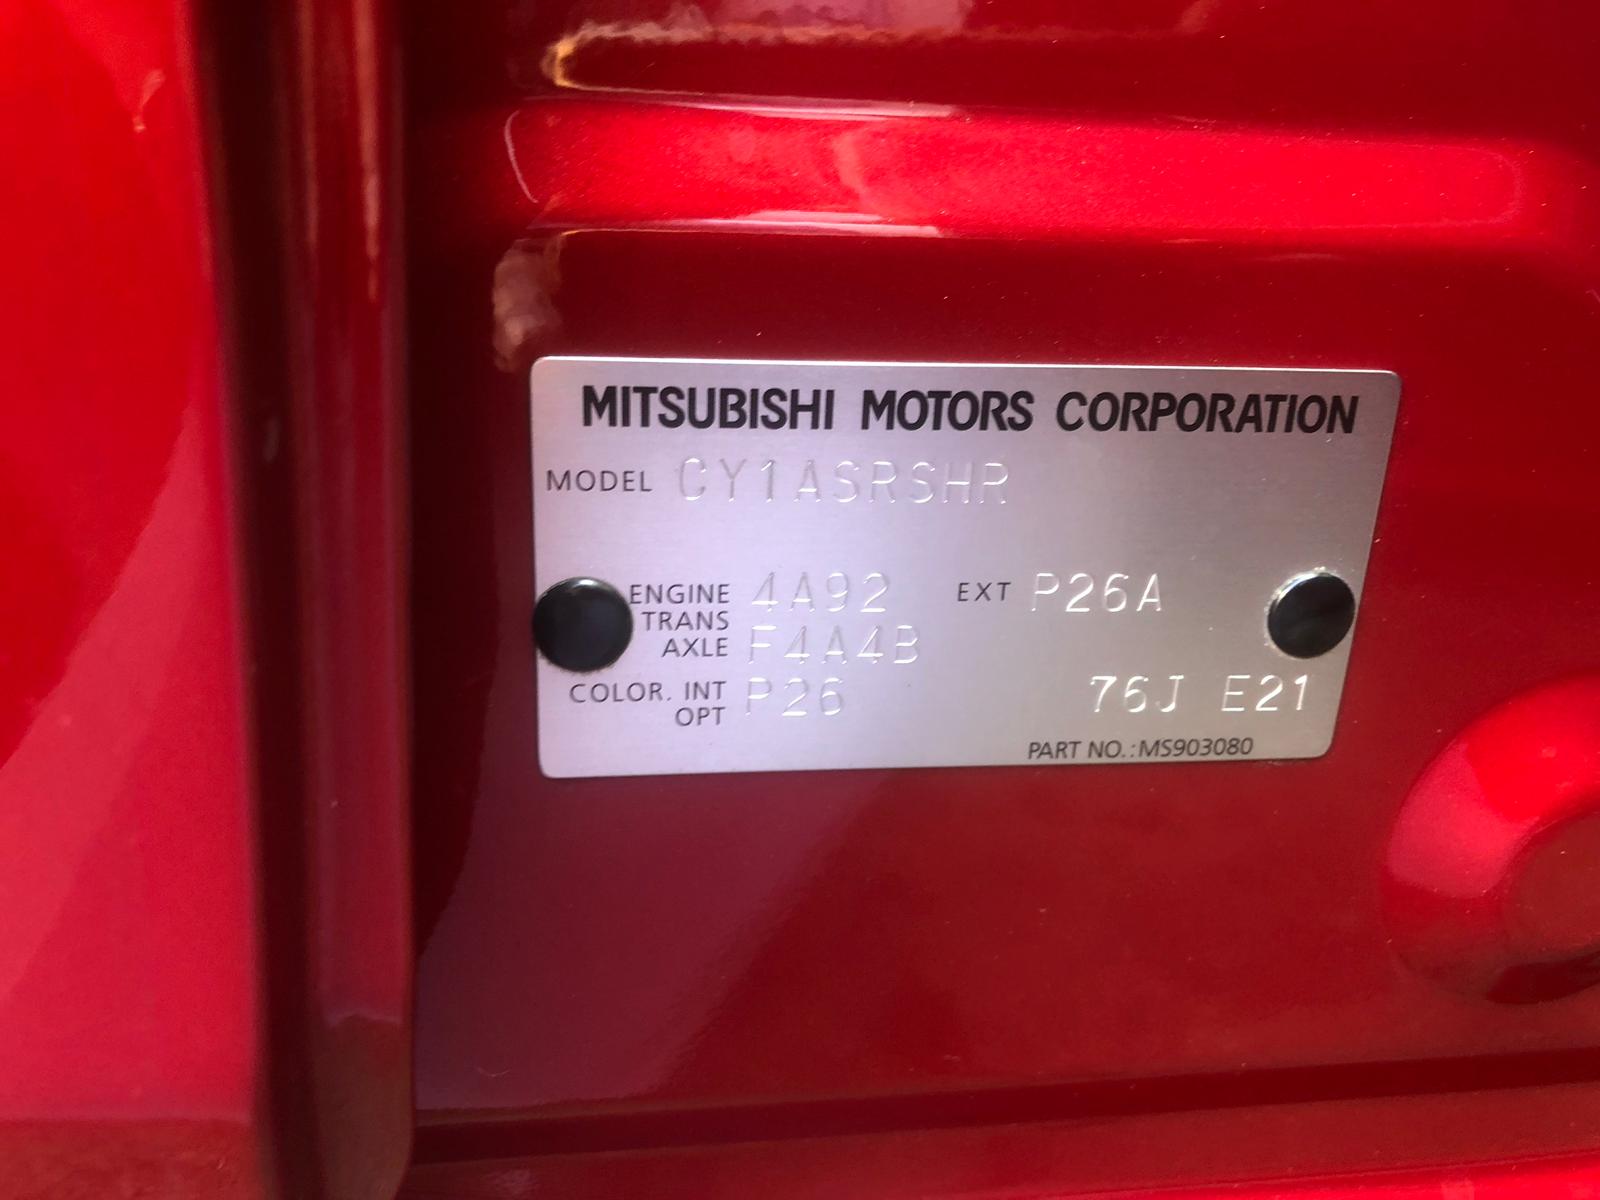 MITSUBISHI MOTORS CORPORATION
MODEL CY1ASRSHR
ENGINE 4A92 EXT P26A
TRANS
AXLE F4A4B
COLOR. INT P26 76J E21
OPT
PART NO.:MS903080